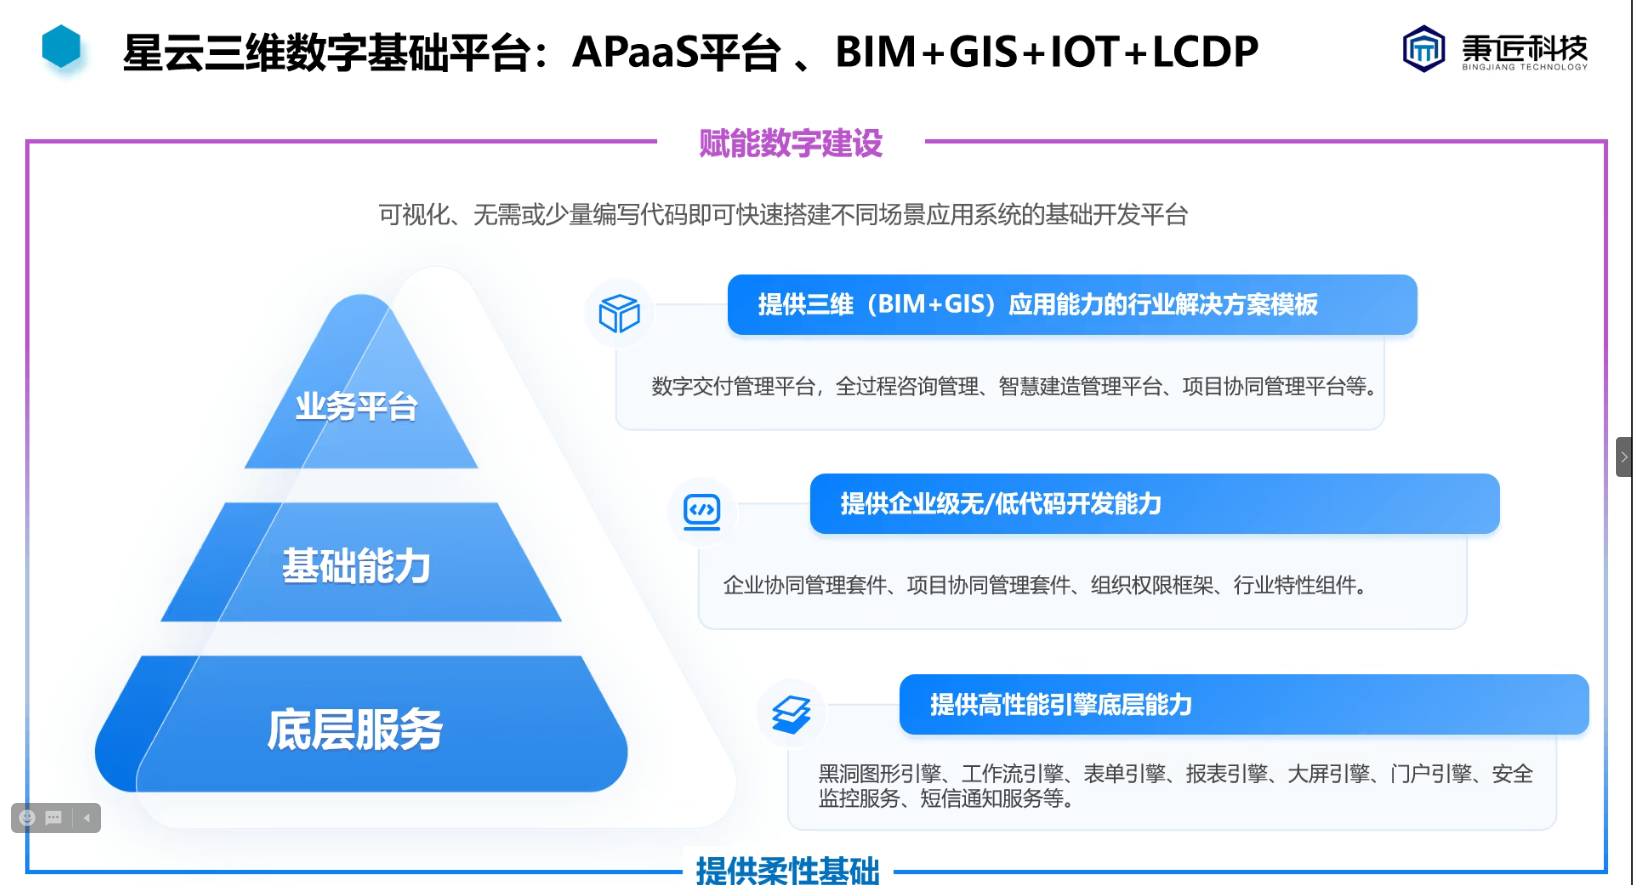 星云三维数字基础平台：APaaS平台 、BIM+GIS+IOT+LCDP
秉匠科技
BINGJIANG TECHNOLOGY
赋能数字建设
可视化、无需或少量编写代码即可快速搭建不同场景应用系统的基础开发平台
业务平台
提供三维（BIM+GIS）应用能力的行业解决方案模板
数字交付管理平台，全过程咨询管理、智慧建造管理平台、项目协同管理平台等。
基础能力
提供企业级无/低代码开发能力
企业协同管理套件、项目协同管理套件、组织权限框架、行业特性组件。
底层服务
提供高性能引擎底层能力
黑洞图形引擎、工作流引擎、表单引擎、报表引擎、大屏引擎、门户引擎、安全
监控服务、短信通知服务等。
提供柔性基础